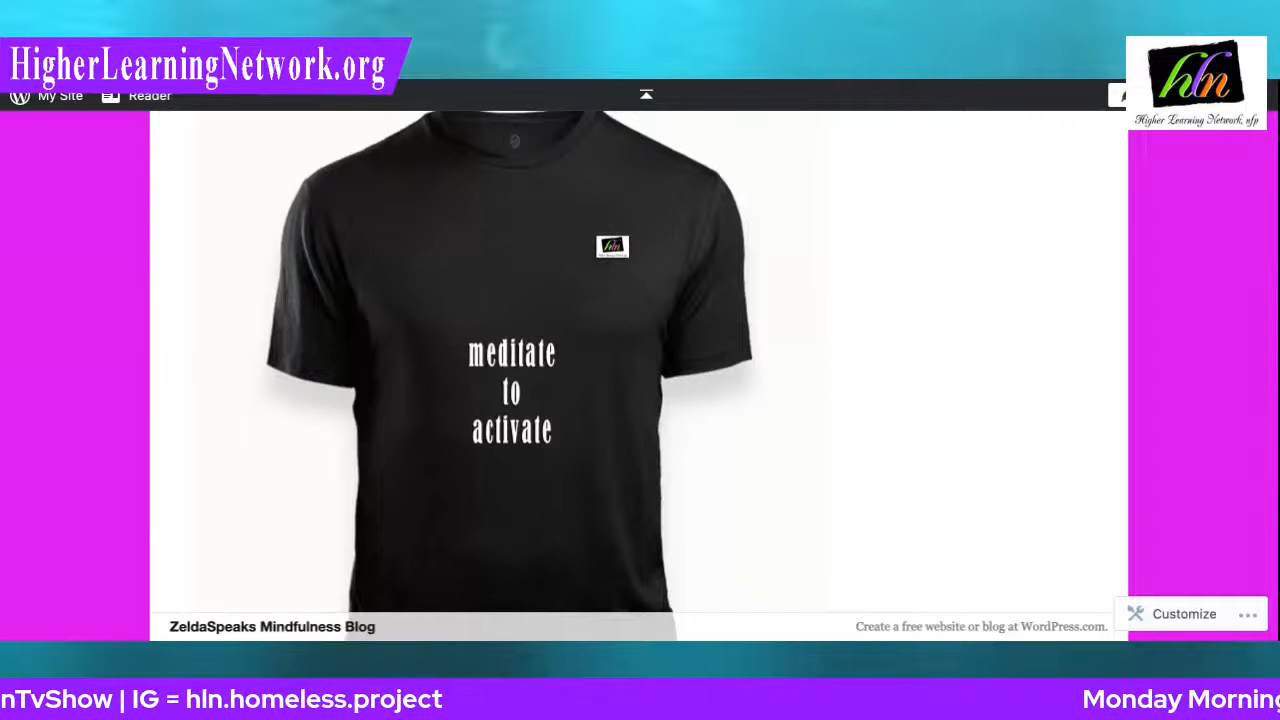 HigherLearningNetwork.org
My Site
Reader
hln
Higher Learning Network, nfp
hln
meditate
to
activate
ZeldaSpeaks Mindfulness Blog
Create a free website or blog at WordPress.com.
Customize
nTvShow | IG = hln.homeless.project
Monday Morning